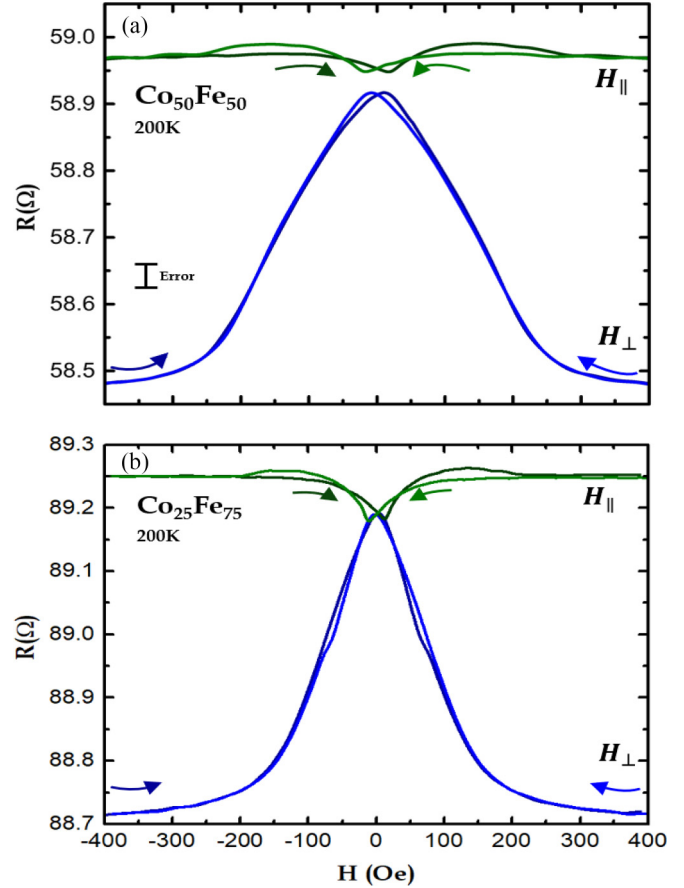 (a)
59.0
58.9
58.8
58.7
58.6
58.5
R(Ω)
Co₅₀Fe₅₀
200K
Error
H∥
H⊥
(b)
89.3
89.2
89.1
89.0
88.9
88.8
88.7
R(Ω)
Co₂₅Fe₇₅
200K
H∥
H⊥
-400 -300 -200 -100 0 100 200 300 400
H (Oe)